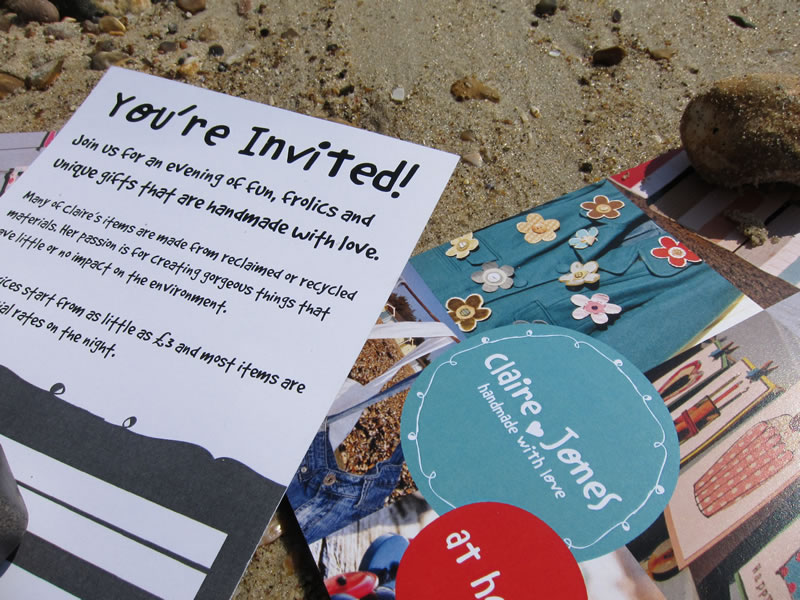 You're Invited!
Join us for an evening of fun, frolics and
unique gifts that are handmade with love.
Many of Claire's items are made from reclaimed or recycled
materials. Her passion is for creating gorgeous things that
little or no impact on the environment.
start from as little as £3 and most items are
rates on the night.
claire
Jones
handmade with love
at